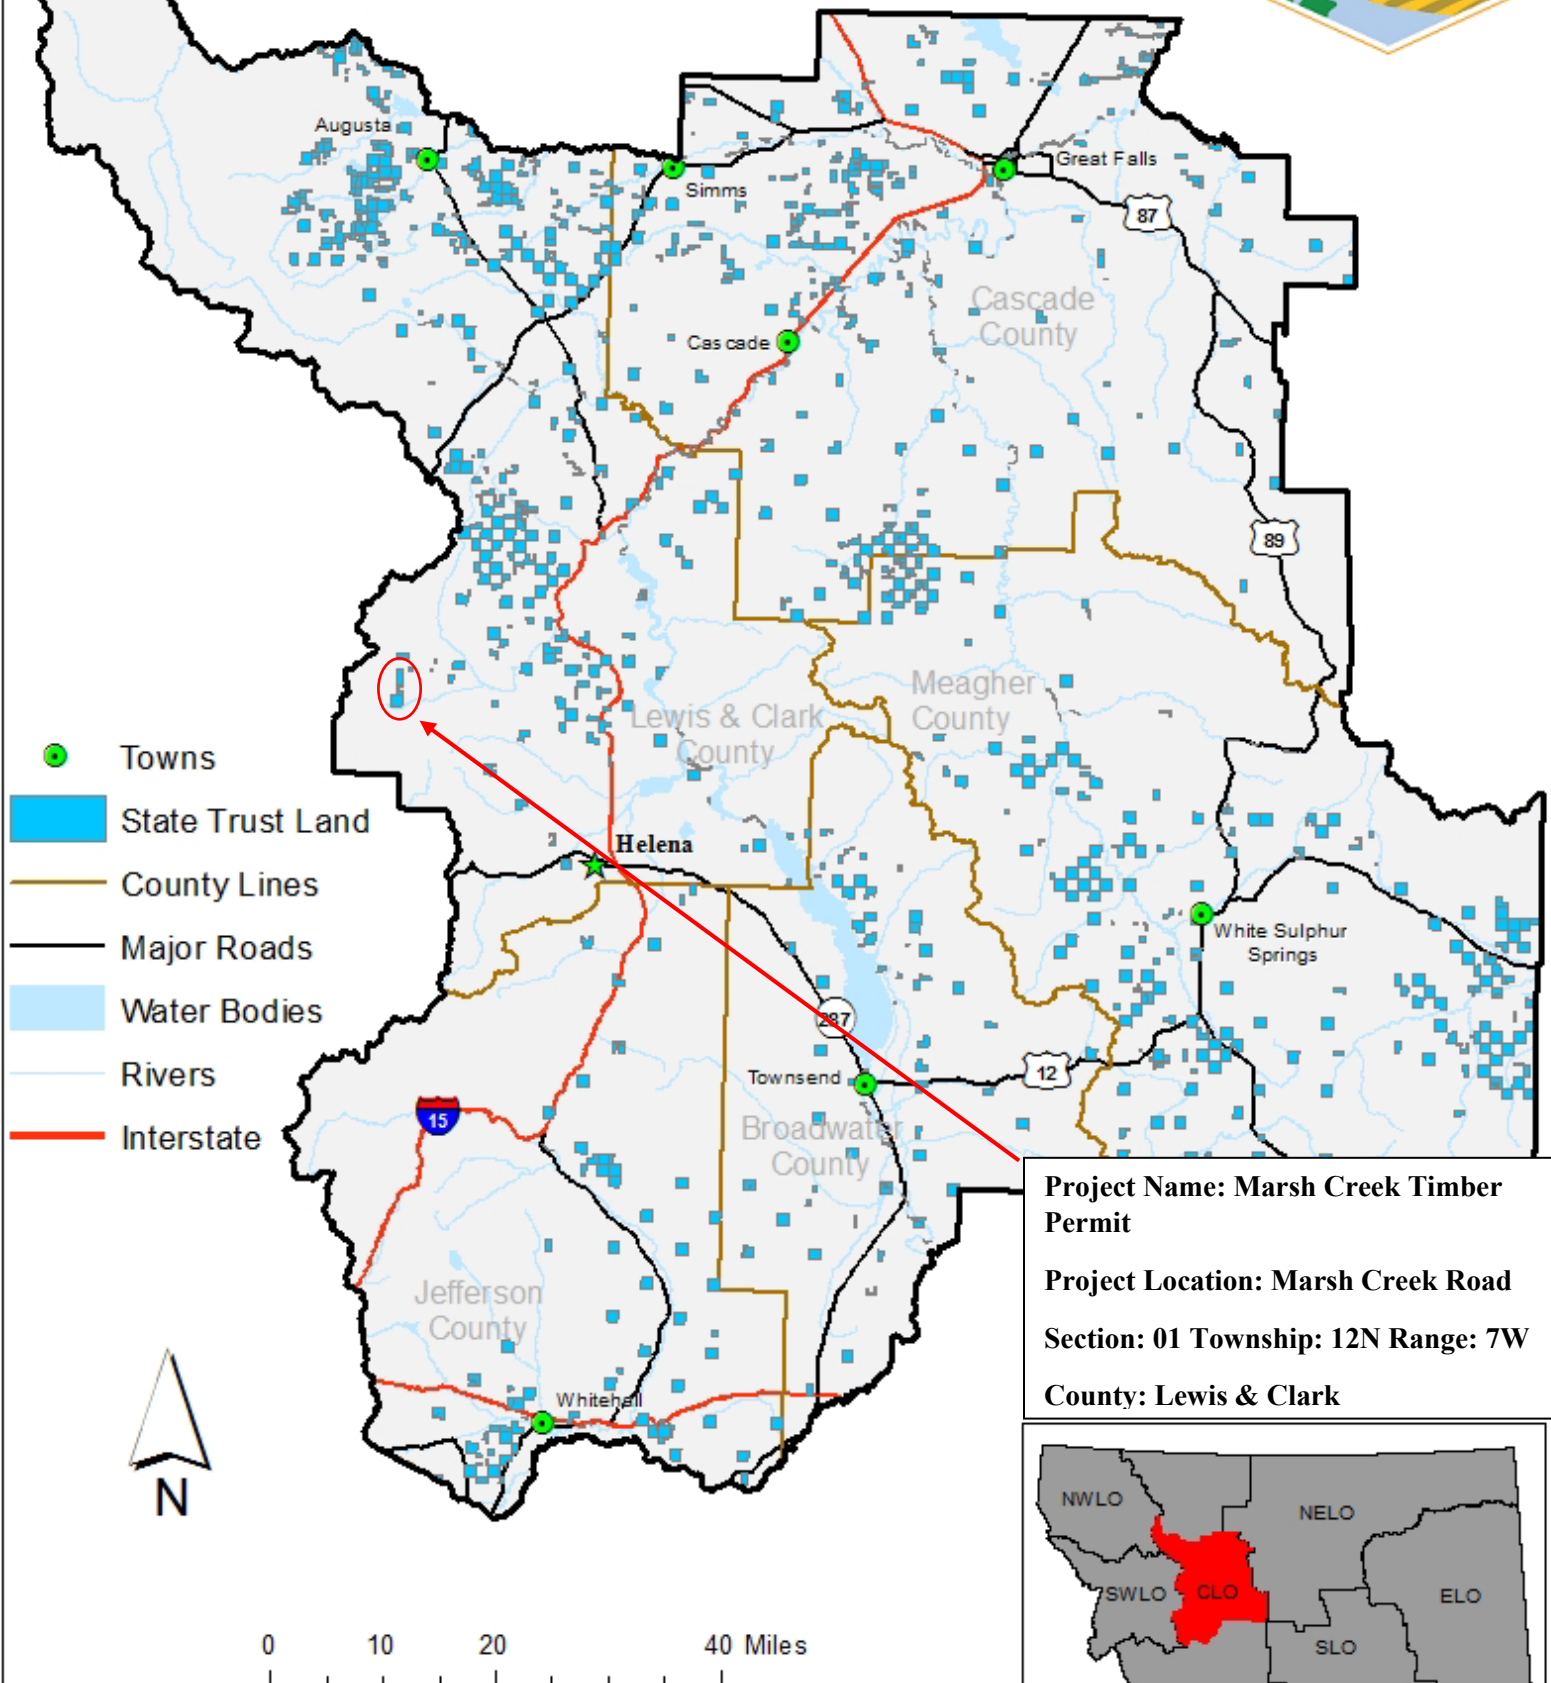 Augusta
Simms
Great Falls
87
Cascade
County
Cascade
89
Meagher
County
Lewis & Clark
County
Towns
State Trust Land
County Lines
Major Roads
Water Bodies
Rivers
Interstate
Helena
White Sulphur
Springs
287
12
Townsend
15
Broadwater
County
Jefferson
County
Whitehall
N
Project Name: Marsh Creek Timber
Permit
Project Location: Marsh Creek Road
Section: 01 Township: 12N Range: 7W
County: Lewis & Clark
NWLO
NELO
SWLO
CLO
ELO
SLO
0 10 20 40 Miles